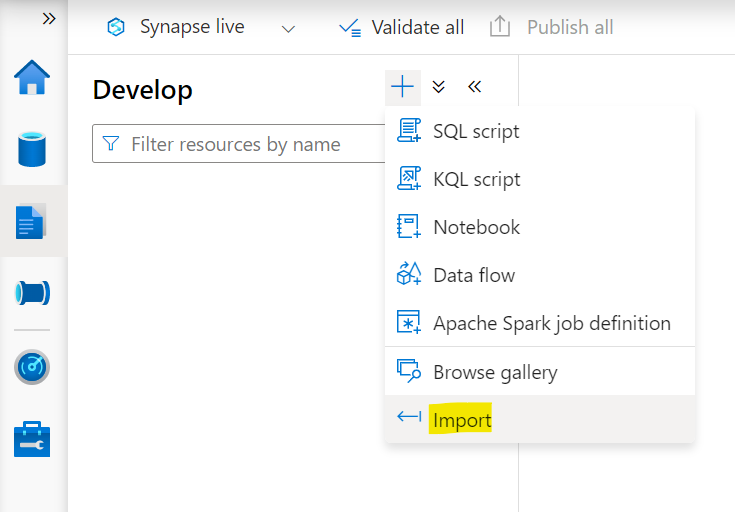 Synapse live
Validate all
Publish all
Develop
Filter resources by name
SQL script
KQL script
Notebook
Data flow
Apache Spark job definition
Browse gallery
Import